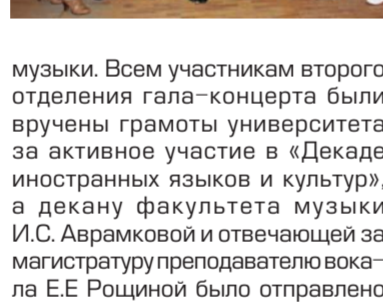 музыки. Всем участникам второго
отделения гала–концерта были
вручены грамоты университета
за активное участие в «Декаде
иностранных языков и культур»,
а декану факультета музыки
И.С. Аврамковой и отвечающей за
магистратуру преподавателю вока–
ла Е.Е Рощиной было отправлено